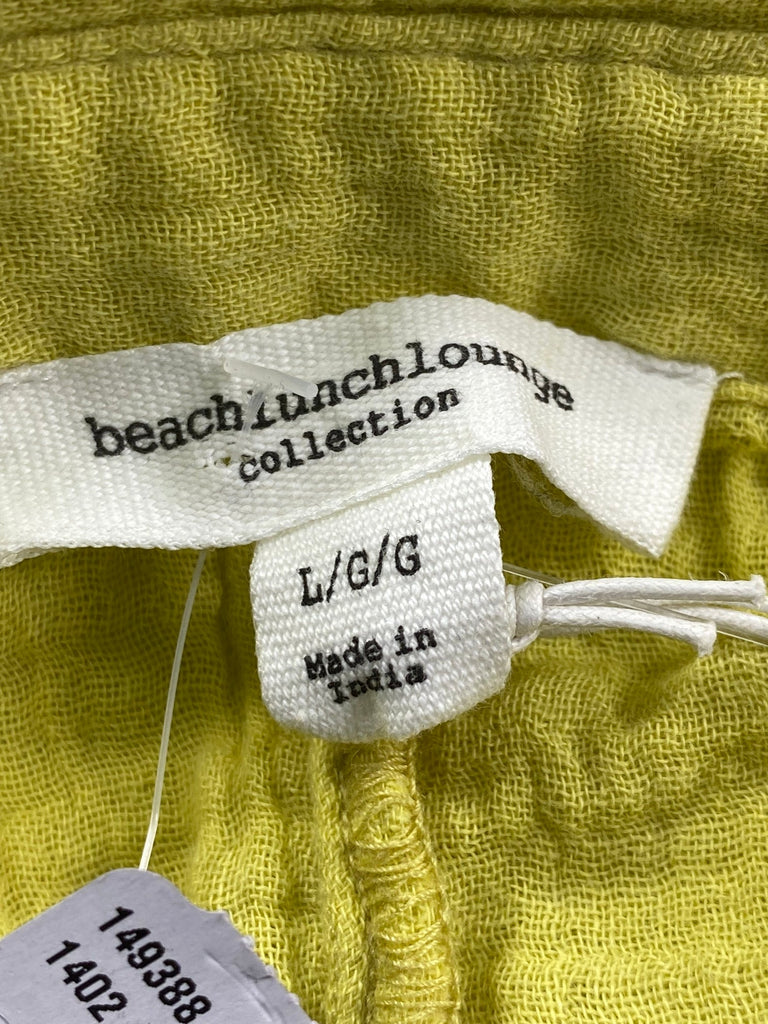 beachlunchlounge
collection
L/G/G
Made in
India
149388
1402